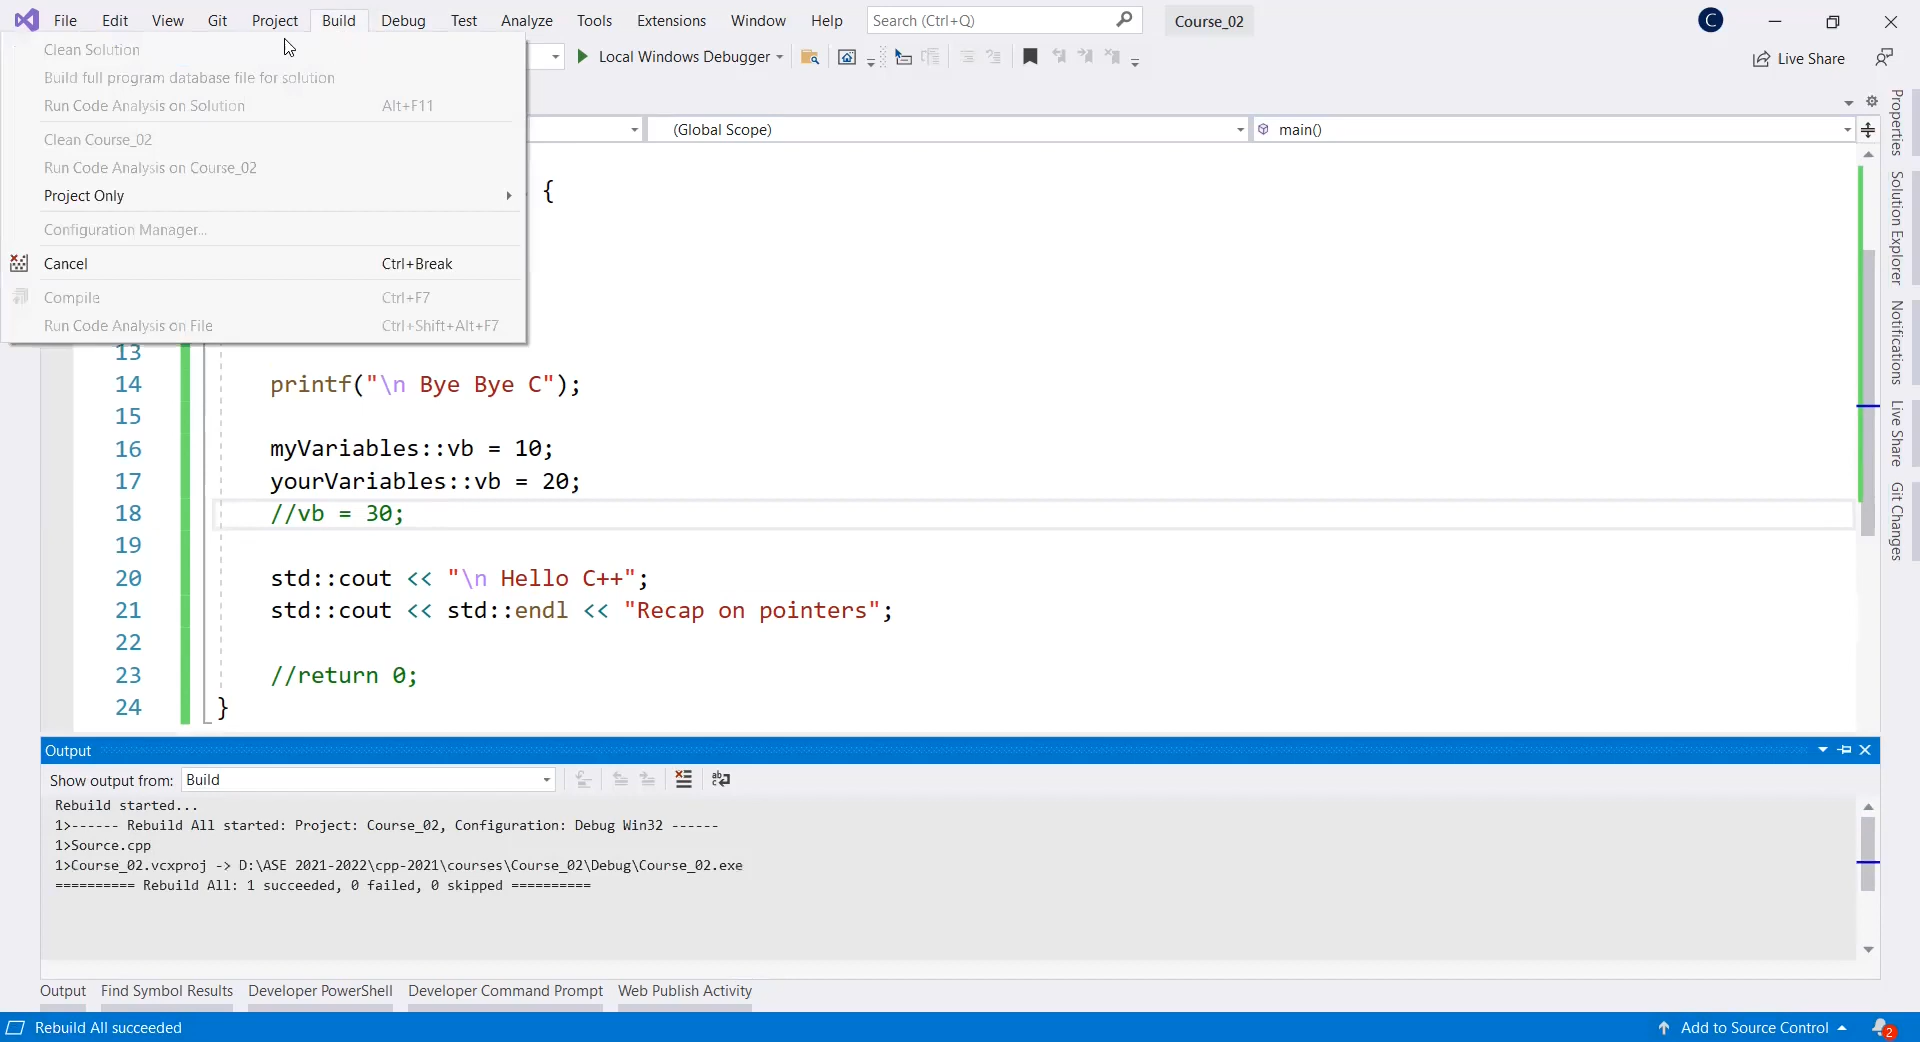 File Edit View Git Project Build Debug Test Analyze Tools Extensions Window Help Search (Ctrl+Q) Course_02 C
Clean Solution
Build full program database file for solution
Run Code Analysis on Solution Alt+F11
Clean Course_02
Run Code Analysis on Course_02
Project Only
Configuration Manager...
Cancel Ctrl+Break
Compile Ctrl+F7
Run Code Analysis on File Ctrl+Shift+Alt+F7
Local Windows Debugger
Live Share
(Global Scope) main()
{
13
14 printf("\n Bye Bye C");
15
16 myVariables::vb = 10;
17 yourVariables::vb = 20;
18 //vb = 30;
19
20 std::cout << "\n Hello C++";
21 std::cout << std::endl << "Recap on pointers";
22
23 //return 0;
24 }
Properties
Solution Explorer
Notifications
Live Share
Git Changes
Output
Show output from: Build
Rebuild started...
1>------ Rebuild All started: Project: Course_02, Configuration: Debug Win32 ------
1>Source.cpp
1>Course_02.vcxproj -> D:\ASE 2021-2022\cpp-2021\courses\Course_02\Debug\Course_02.exe
========== Rebuild All: 1 succeeded, 0 failed, 0 skipped ==========
Output Find Symbol Results Developer PowerShell Developer Command Prompt Web Publish Activity
Rebuild All succeeded Add to Source Control 2